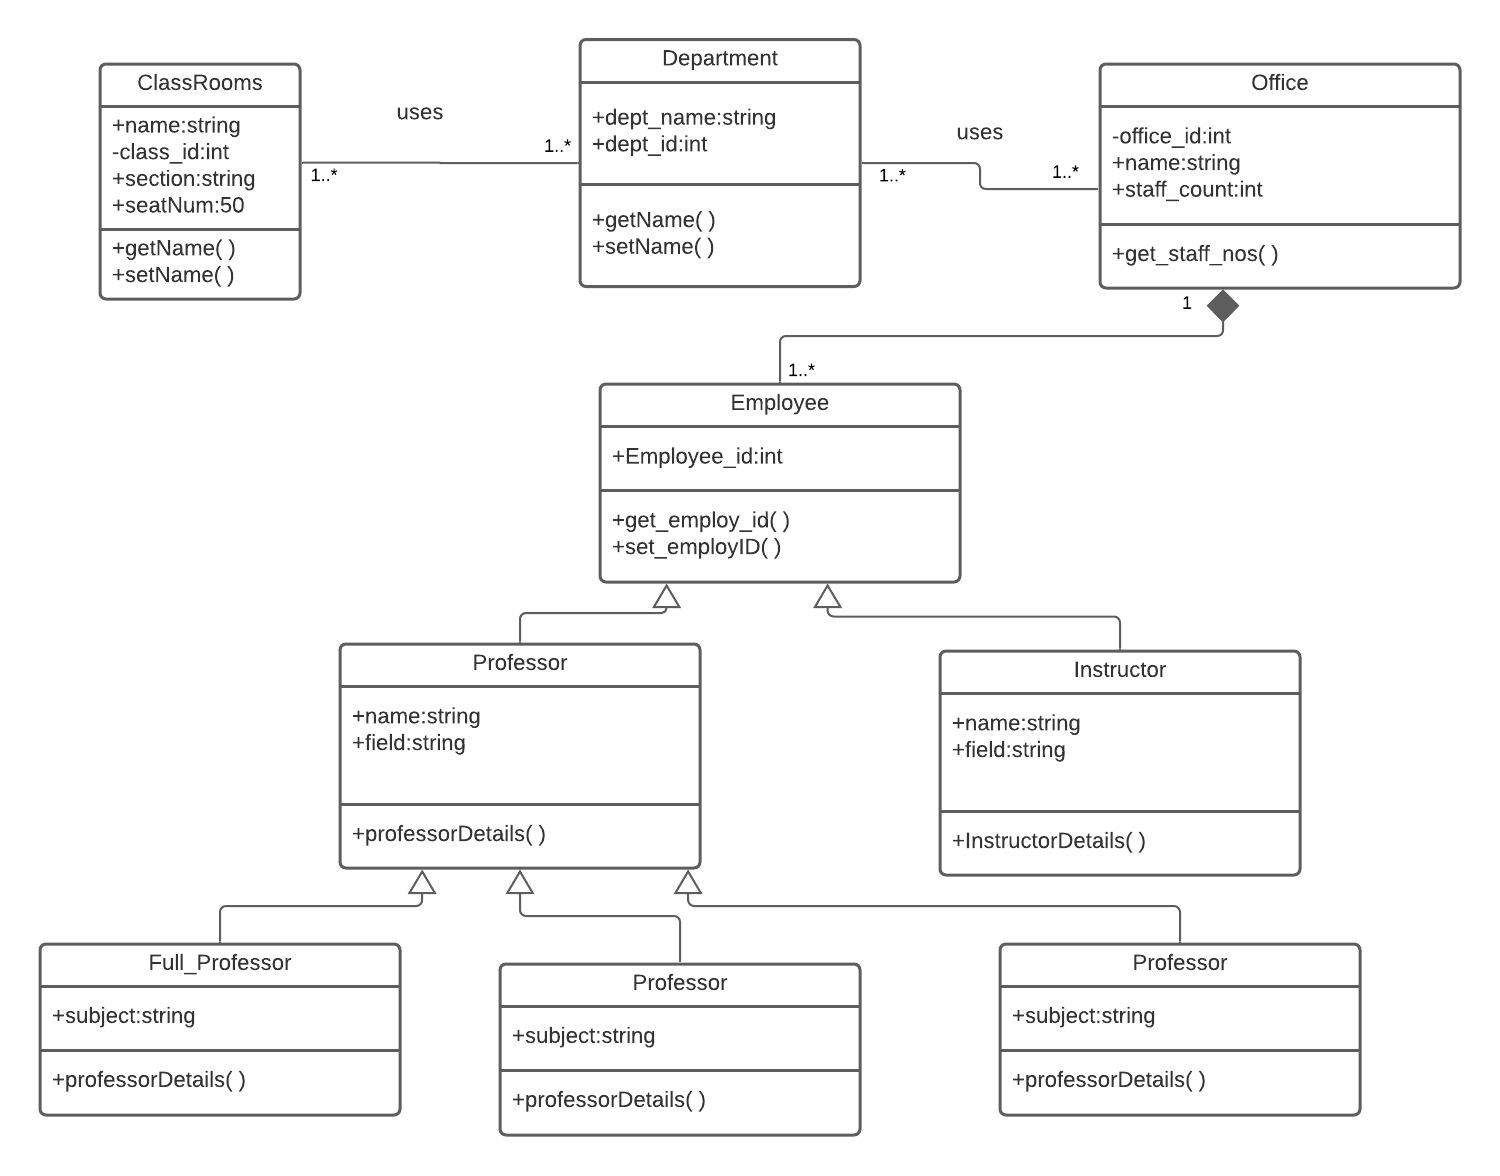 ClassRooms
+name:string
-class_id:int
+section:string
+seatNum:50
+getName( )
+setName( )
uses
1..*
1..*
Department
+dept_name:string
+dept_id:int
+getName( )
+setName( )
uses
1..*
1..*
Office
-office_id:int
+name:string
+staff_count:int
+get_staff_nos( )
1
1..*
Employee
+Employee_id:int
+get_employ_id( )
+set_employID( )
Professor
+name:string
+field:string
+professorDetails( )
Instructor
+name:string
+field:string
+InstructorDetails( )
Full_Professor
+subject:string
+professorDetails( )
Professor
+subject:string
+professorDetails( )
Professor
+subject:string
+professorDetails( )